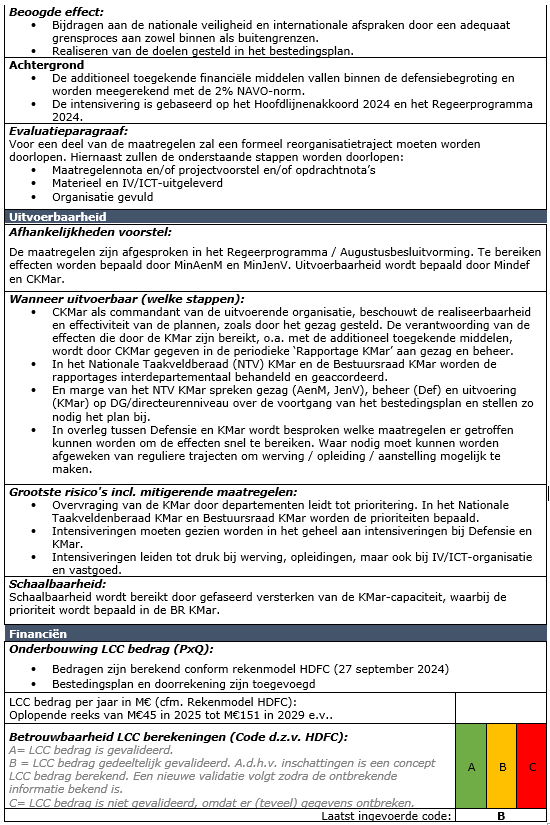 Beoogde effect:
• Bijdragen aan de nationale veiligheid en internationale afspraken door een adequaat
grensproces aan zowel binnen als buitengrenzen.
• Realiseren van de doelen gesteld in het bestedingsplan.
Achtergrond
• De additioneel toegekende financiële middelen vallen binnen de defensiebegroting en
worden meegerekend met de 2% NAVO-norm.
• De intensivering is gebaseerd op het Hoofdlijnenakkoord 2024 en het Regeerprogramma
2024.
Evaluatieparagraaf:
Voor een deel van de maatregelen zal een formeel reorganisatietraject moeten worden
doorlopen. Hiernaast zullen de onderstaande stappen worden doorlopen:
• Maatregelennota en/of projectvoorstel en/of opdrachtnota's
• Materieel en IV/ICT-uitgeleverd
• Organisatie gevuld
Uitvoerbaarheid
Afhankelijkheden voorstel:
De maatregelen zijn afgesproken in het Regeerprogramma / Augustusbesluitvorming. Te bereiken
effecten worden bepaald door MinAenM en MinJenV. Uitvoerbaarheid wordt bepaald door Mindef
en CKMar.
Wanneer uitvoerbaar (welke stappen):
• CKMar als commandant van de uitvoerende organisatie, beschouwt de realiseerbaarheid
en effectiviteit van de plannen, zoals door het gezag gesteld. De verantwoording van de
effecten die door de KMar zijn bereikt, o.a. met de additioneel toegekende middelen,
wordt door CKMar gegeven in de periodieke 'Rapportage KMar' aan gezag en beheer.
• In het Nationale Taakveldberaad (NTV) KMar en de Bestuursraad KMar worden de
rapportages interdepartementaal behandeld en geaccordeerd.
• En marge van het NTV KMar spreken gezag (AenM, JenV), beheer (Def) en uitvoering
(KMar) op DG/directeurenniveau over de voortgang van het bestedingsplan en stellen zo
nodig het plan bij.
• In overleg tussen Defensie en KMar wordt besproken welke maatregelen er getroffen
kunnen worden om de effecten snel te bereiken. Waar nodig moet kunnen worden
afgeweken van reguliere trajecten om werving / opleiding / aanstelling mogelijk te
maken.
Grootste risico's incl. mitigerende maatregelen:
• Overvraging van de KMar door departementen leidt tot prioritering. In het Nationale
Taakveldenberaad KMar en Bestuursraad KMar worden de prioriteiten bepaald.
• Intensiveringen moeten gezien worden in het geheel aan intensiveringen bij Defensie en
KMar.
• Intensiveringen leiden tot druk bij werving, opleidingen, maar ook bij IV/ICT-organisatie
en vastgoed.
Schaalbaarheid:
Schaalbaarheid wordt bereikt door gefaseerd versterken van de KMar-capaciteit, waarbij de
prioriteit wordt bepaald in de BR KMar.
Financiën
Onderbouwing LCC bedrag (PxQ):
• Bedragen zijn berekend conform rekenmodel HDFC (27 september 2024)
• Bestedingsplan en doorrekening zijn toegevoegd
LCC bedrag per jaar in M€ (cfm. Rekenmodel HDFC):
Oplopende reeks van M€45 in 2025 tot M€151 in 2029 e.v..
Betrouwbaarheid LCC berekeningen (Code d.z.v. HDFC):
A= LCC bedrag is gevalideerd.
B = LCC bedrag gedeeltelijk gevalideerd. A.d.h.v. inschattingen is een concept
LCC bedrag berekend. Een nieuwe validatie volgt zodra de ontbrekende
informatie bekend is.
C= LCC bedrag is niet gevalideerd, omdat er (teveel) gegevens ontbreken.
A B C
Laatst ingevoerde code: B